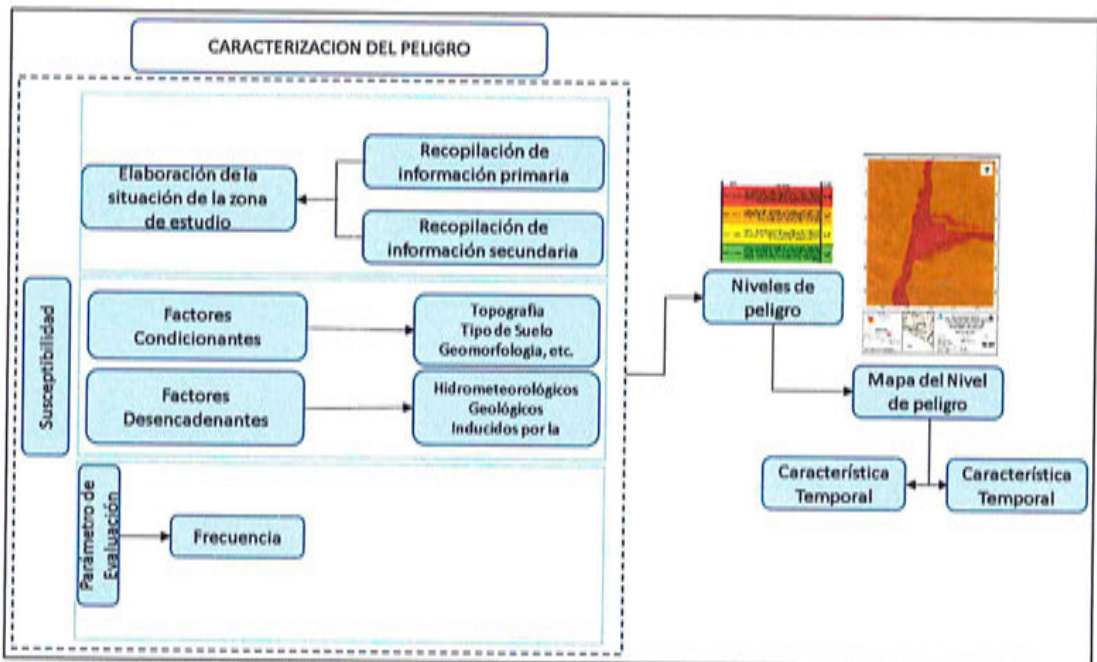 CARACTERIZACION DEL PELIGRO
Recopilación de
información primaria
Elaboración de la
situación de la zona
de estudio
Recopilación de
información secundaria
Susceptibilidad
Factores
Condicionantes
Topografia
Tipo de Suelo
Geomorfologia, etc.
Factores
Desencadenantes
Hidrometeorológicos
Geológicos
Inducidos por la
Parámetro de
Evaluación
Frecuencia
Niveles de
peligro
Mapa del Nivel
de peligro
Característica
Temporal
Característica
Temporal